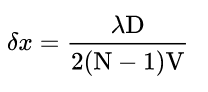 δx = λD / 2(N − 1)V